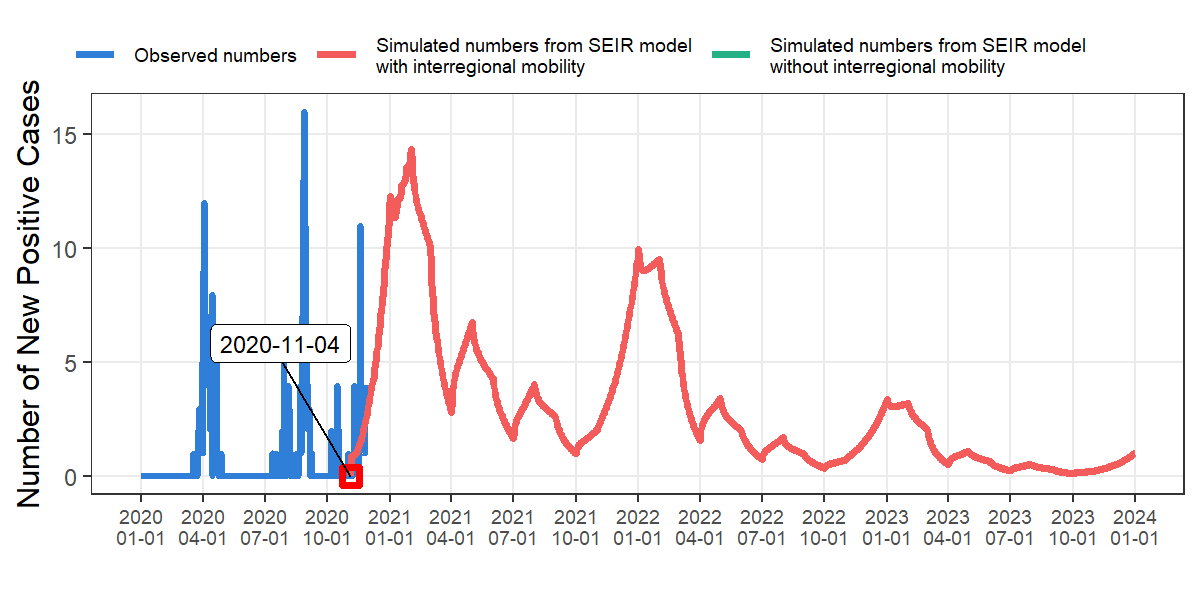 Observed numbers
Simulated numbers from SEIR model
with interregional mobility
Simulated numbers from SEIR model
without interregional mobility
Number of New Positive Cases
15
10
5
0
2020-11-04
2020 2020 2020 2020 2021 2021 2021 2021 2022 2022 2022 2022 2023 2023 2023 2023 2024
01-01 04-01 07-01 10-01 01-01 04-01 07-01 10-01 01-01 04-01 07-01 10-01 01-01 04-01 07-01 10-01 01-01